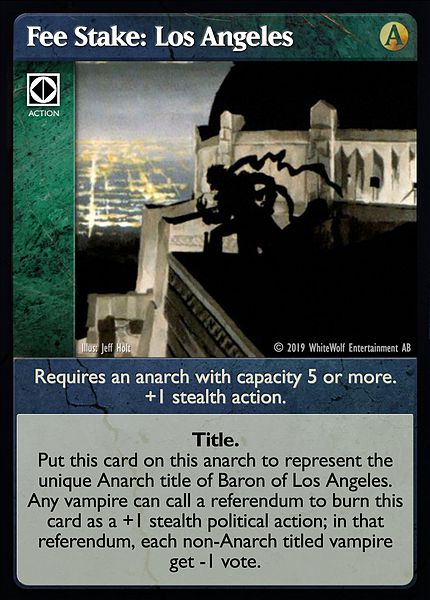 Fee Stake: Los Angeles
A
ACTION
Illus: Jeff Holt
© 2019 WhiteWolf Entertainment AB
Requires an anarch with capacity 5 or more.
+1 stealth action.
Title.
Put this card on this anarch to represent the
unique Anarch title of Baron of Los Angeles.
Any vampire can call a referendum to burn this
card as a +1 stealth political action; in that
referendum, each non-Anarch titled vampire
get -1 vote.